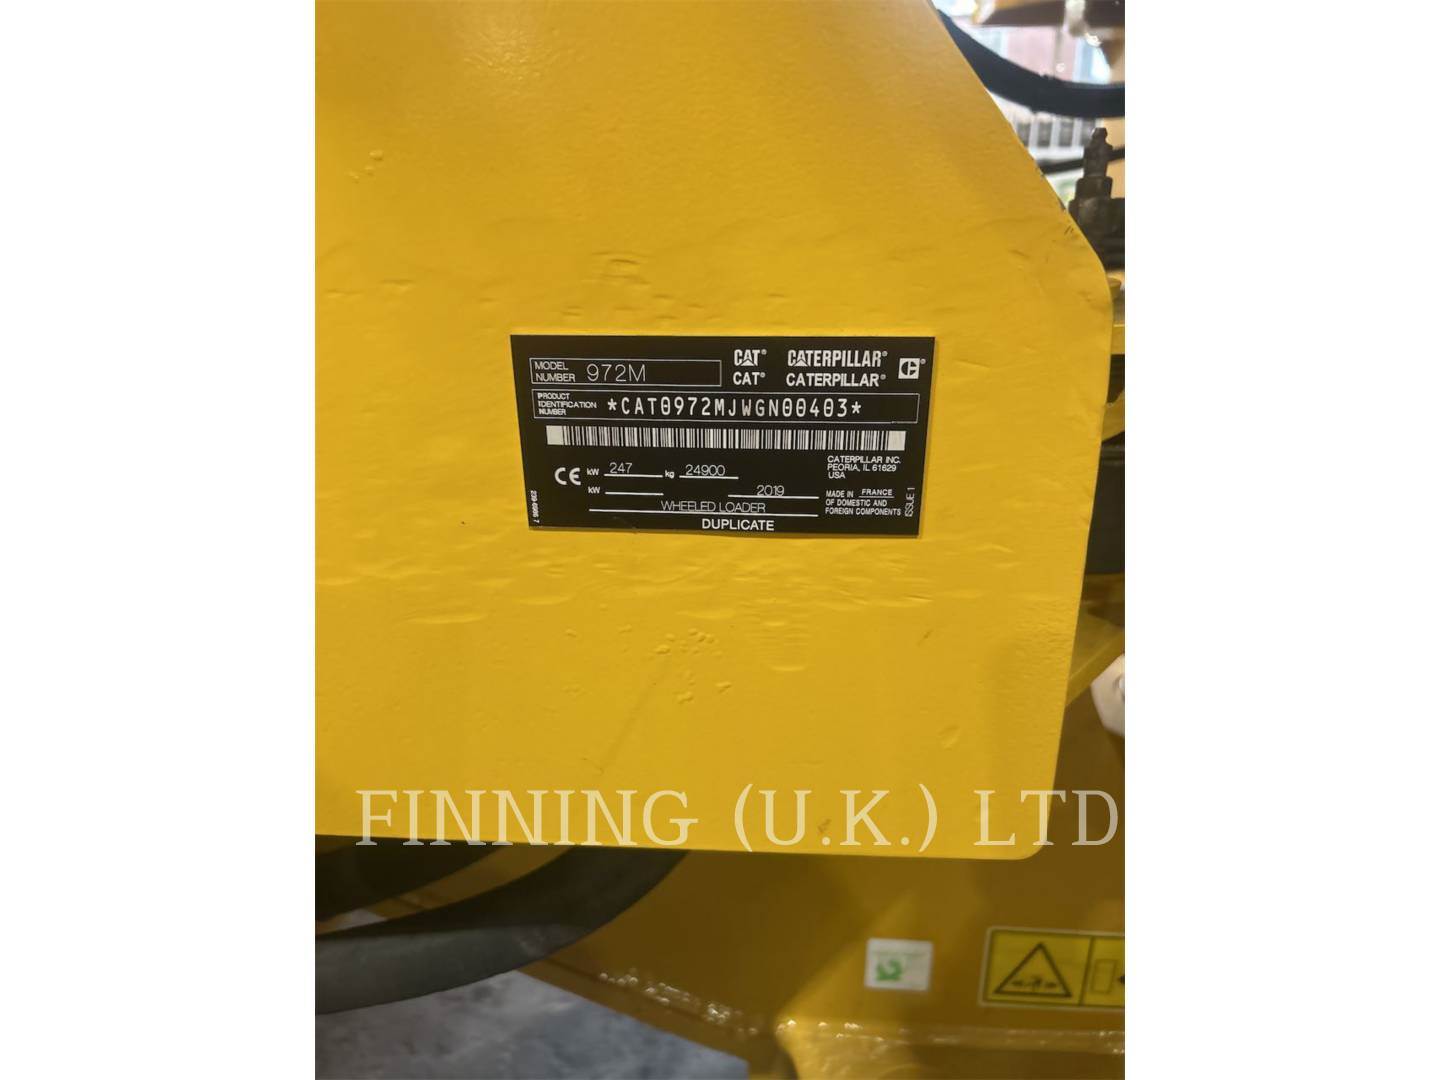 MODEL NUMBER 972M
CAT® CATERPILLAR®
CAT® CATERPILLAR®
PRODUCT IDENTIFICATION NUMBER *CAT0972MJWGN00403*
CE kW 247 kg 24900
kW 2019
WHEELED LOADER
DUPLICATE
CATERPILLAR INC.
PEORIA, IL 61629
USA
MADE IN FRANCE
OF DOMESTIC AND
FOREIGN COMPONENTS
ISSUE 1
FINNING (U.K.) LTD